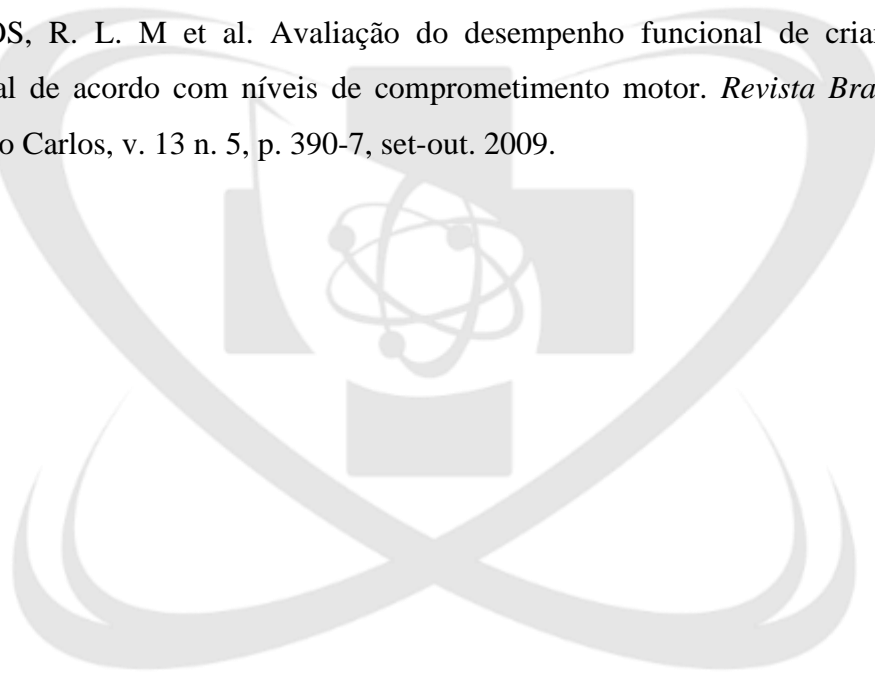 OS, R. L. M et al. Avaliação do desempenho funcional de crian
al de acordo com níveis de comprometimento motor. Revista Bra
o Carlos, v. 13 n. 5, p. 390-7, set-out. 2009.